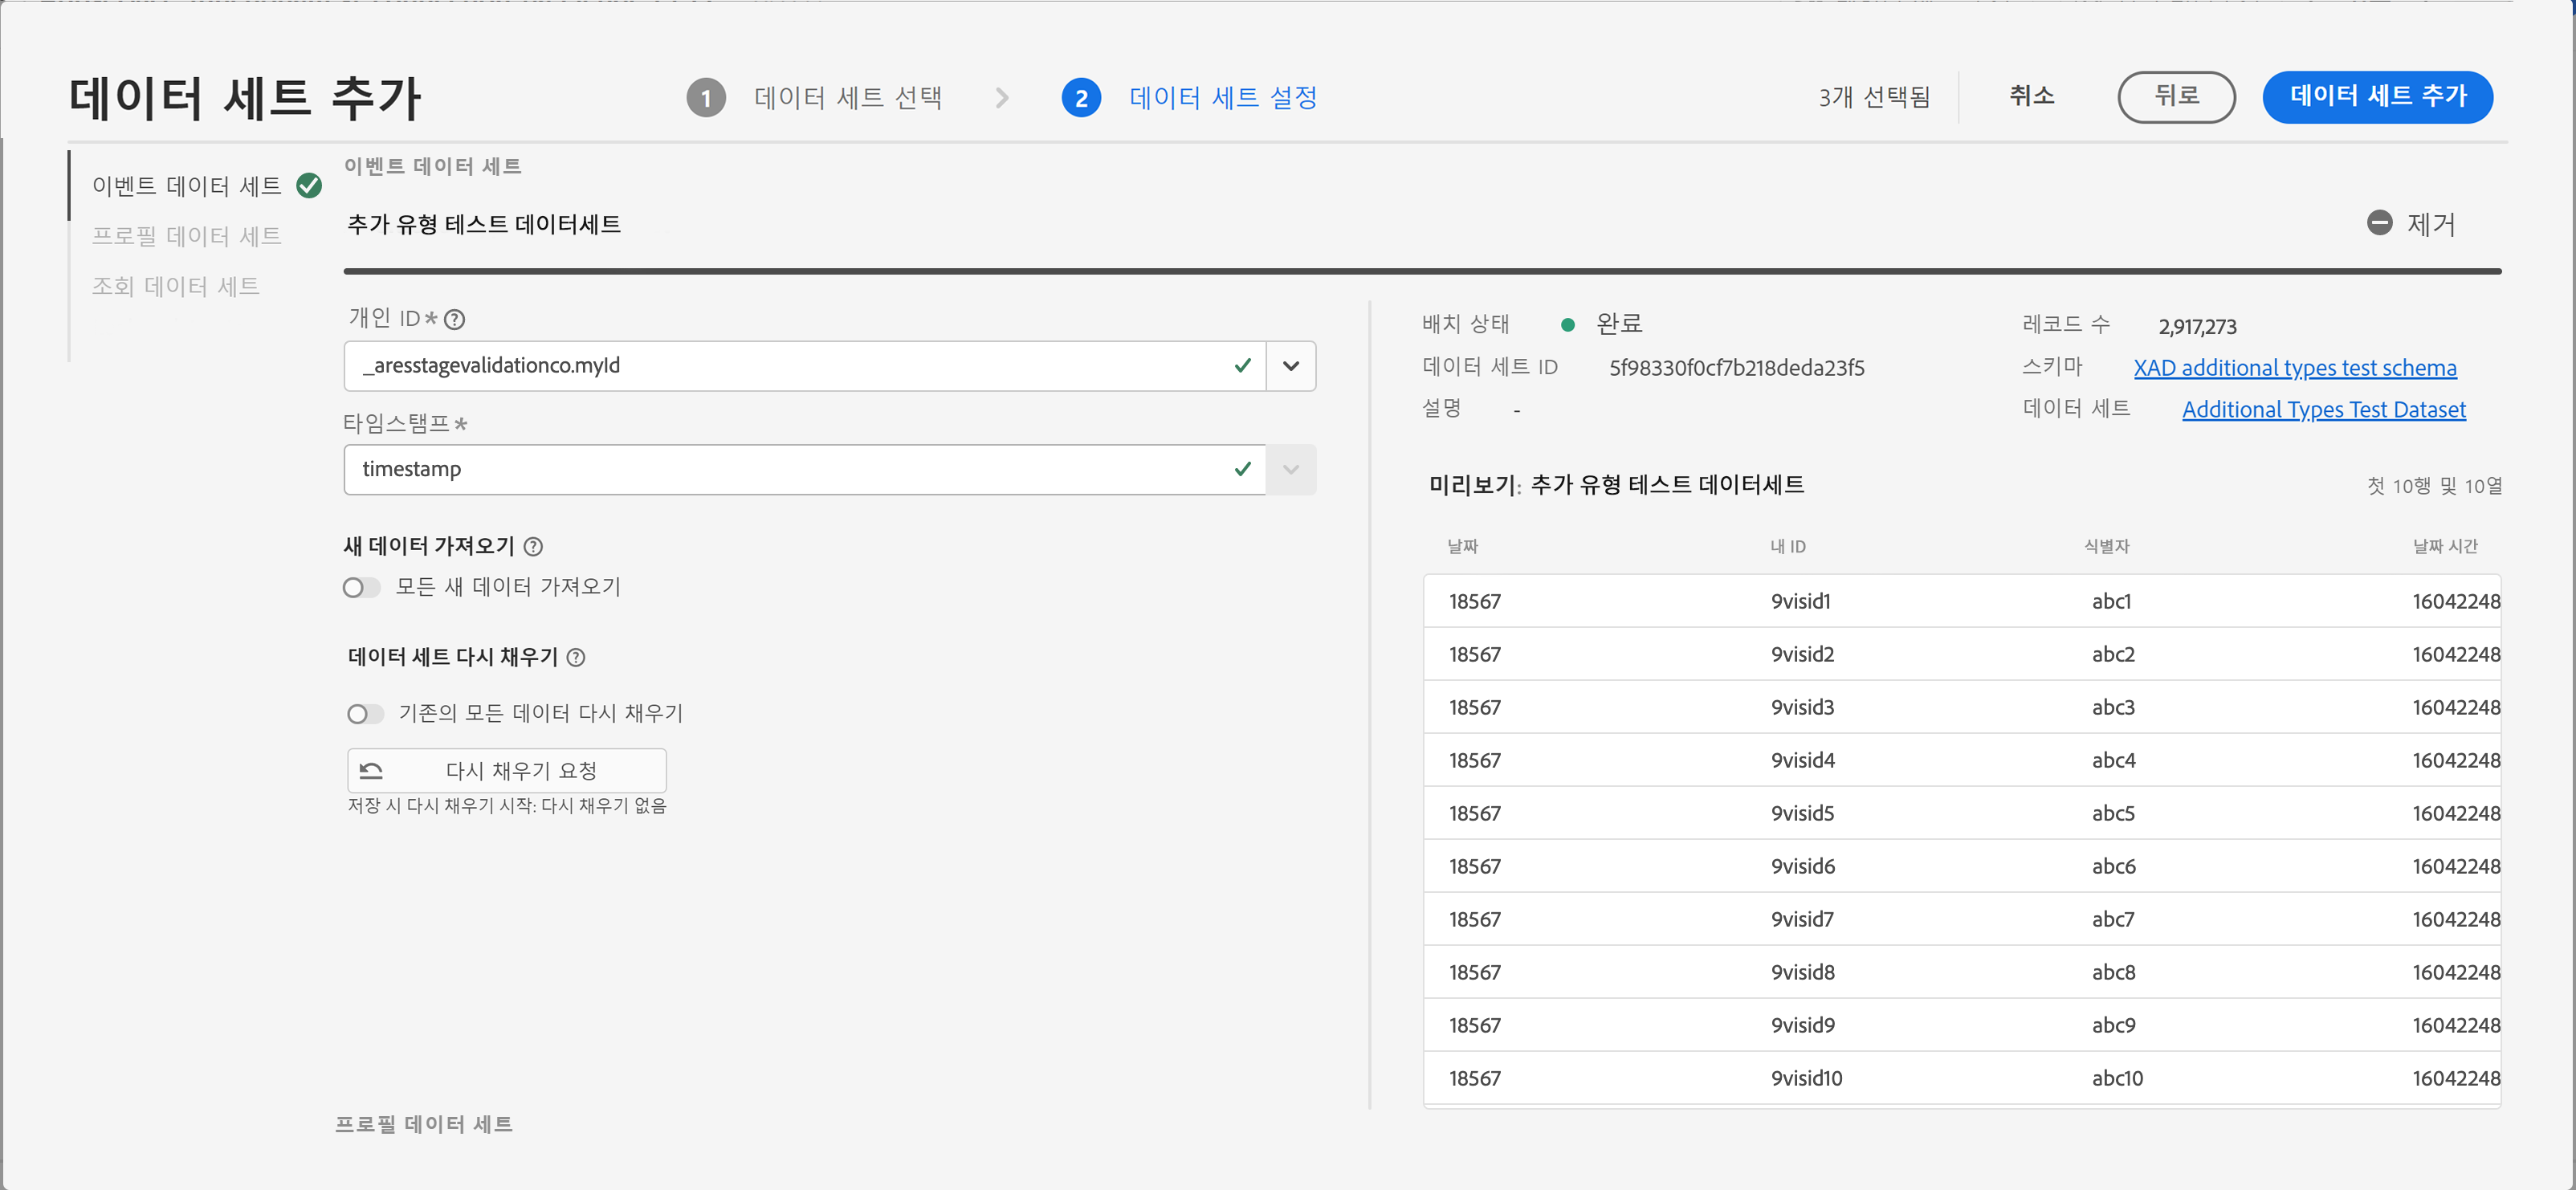 데이터 세트 추가
1 데이터 세트 선택
2 데이터 세트 설정
3개 선택됨
취소
뒤로
데이터 세트 추가
이벤트 데이터 세트
프로필 데이터 세트
조회 데이터 세트
이벤트 데이터 세트
추가 유형 테스트 데이터세트
제거
개인 ID*
_aresstagevalidationco.myId
타임스탬프*
timestamp
새 데이터 가져오기
모든 새 데이터 가져오기
데이터 세트 다시 채우기
기존의 모든 데이터 다시 채우기
다시 채우기 요청
저장 시 다시 채우기 시작: 다시 채우기 없음
배치 상태 완료
레코드 수 2,917,273
데이터 세트 ID 5f98330f0cf7b218deda23f5
스키마 XAD additional types test schema
설명 -
데이터 세트 Additional Types Test Dataset
미리보기: 추가 유형 테스트 데이터세트
첫 10행 및 10열
날짜 내 ID 식별자 날짜 시간
18567 9visid1 abc1 16042248
18567 9visid2 abc2 16042248
18567 9visid3 abc3 16042248
18567 9visid4 abc4 16042248
18567 9visid5 abc5 16042248
18567 9visid6 abc6 16042248
18567 9visid7 abc7 16042248
18567 9visid8 abc8 16042248
18567 9visid9 abc9 16042248
18567 9visid10 abc10 16042248
프로필 데이터 세트